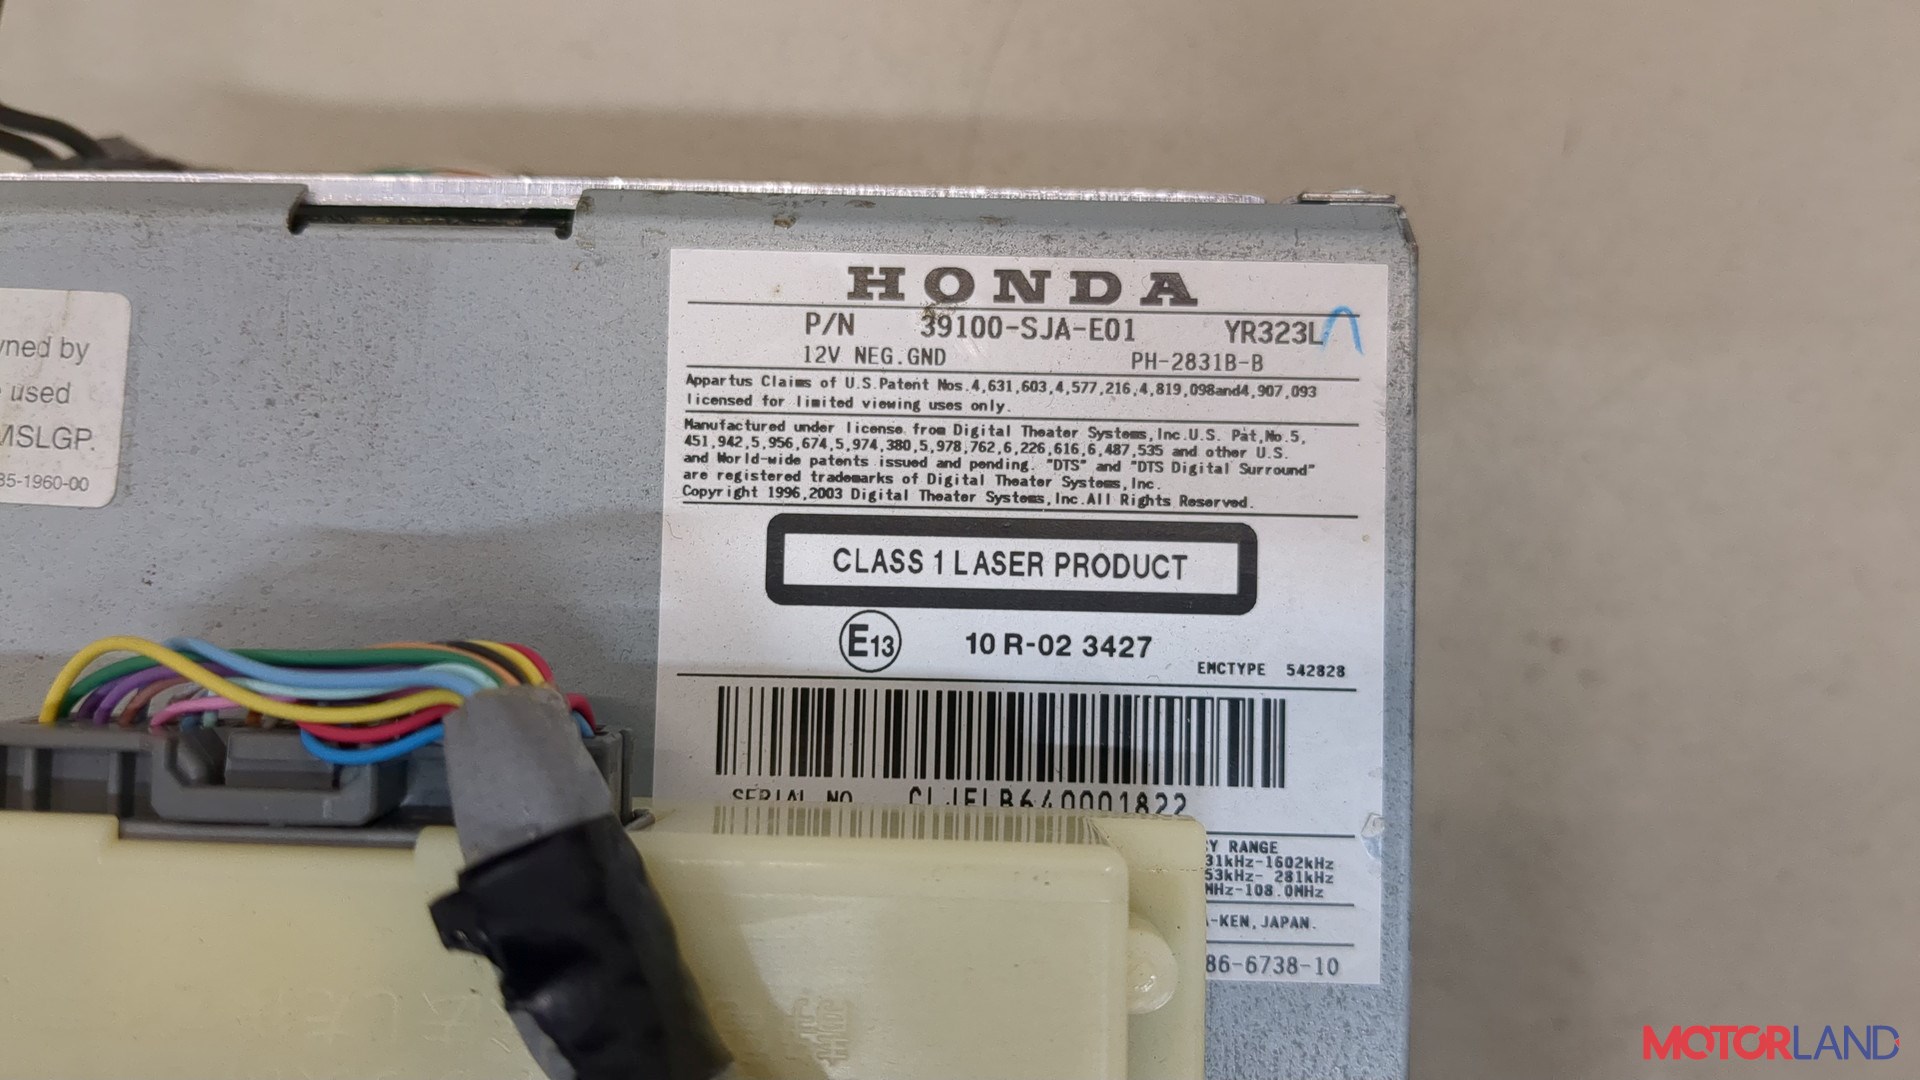 HONDA
P/N 39100-SJA-E01 YR323L
12V NEG.GND PH-2831B-B
Appartus Claims of U.S.Patent Nos.4,631,603,4,577,216,4,819,098and4,907,093
licensed for limited viewing uses only.
Manufactured under license from Digital Theater Systems,Inc.U.S. Pat,No.5,
451,942,5,956,674,5,974,380,5,978,762,6,226,616,6,487,535 and other U.S.
and World-wide patents issued and pending. "DTS" and "DTS Digital Surround"
are registered trademarks of Digital Theater Systems,Inc.
Copyright 1996,2003 Digital Theater Systems,Inc.All Rights Reserved.
CLASS 1 LASER PRODUCT
E13 10 R-02 3427
EMCTYPE 542828
SERIAL NO. CLJELB640001822
Y RANGE
31kHz-1602kHz
53kHz- 281kHz
MHz-108.0MHz
-KEN,JAPAN.
86-6738-10
wned by
used
MSLGP.
85-1960-00
MOTORLAND